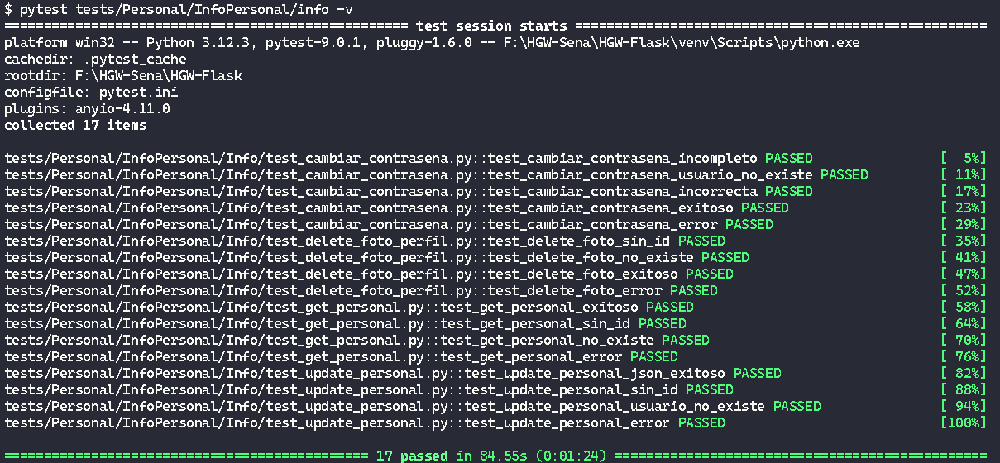 $ pytest tests/Personal/InfoPersonal/info -v
================================================== test session starts ===================================================
platform win32 -- Python 3.12.3, pytest-9.0.1, pluggy-1.6.0 -- F:\HGW-Sena\HGW-Flask\venv\Scripts\python.exe
cachedir: .pytest_cache
rootdir: F:\HGW-Sena\HGW-Flask
configfile: pytest.ini
plugins: anyio-4.11.0
collected 17 items

tests/Personal/InfoPersonal/Info/test_cambiar_contrasena.py::test_cambiar_contrasena_incompleto PASSED [  5%]
tests/Personal/InfoPersonal/Info/test_cambiar_contrasena.py::test_cambiar_contrasena_usuario_no_existe PASSED [ 11%]
tests/Personal/InfoPersonal/Info/test_cambiar_contrasena.py::test_cambiar_contrasena_incorrecta PASSED [ 17%]
tests/Personal/InfoPersonal/Info/test_cambiar_contrasena.py::test_cambiar_contrasena_exitoso PASSED [ 23%]
tests/Personal/InfoPersonal/Info/test_cambiar_contrasena.py::test_cambiar_contrasena_error PASSED [ 29%]
tests/Personal/InfoPersonal/Info/test_delete_foto_perfil.py::test_delete_foto_sin_id PASSED [ 35%]
tests/Personal/InfoPersonal/Info/test_delete_foto_perfil.py::test_delete_foto_no_existe PASSED [ 41%]
tests/Personal/InfoPersonal/Info/test_delete_foto_perfil.py::test_delete_foto_exitoso PASSED [ 47%]
tests/Personal/InfoPersonal/Info/test_delete_foto_perfil.py::test_delete_foto_error PASSED [ 52%]
tests/Personal/InfoPersonal/Info/test_get_personal.py::test_get_personal_exitoso PASSED [ 58%]
tests/Personal/InfoPersonal/Info/test_get_personal.py::test_get_personal_sin_id PASSED [ 64%]
tests/Personal/InfoPersonal/Info/test_get_personal.py::test_get_personal_no_existe PASSED [ 70%]
tests/Personal/InfoPersonal/Info/test_get_personal.py::test_get_personal_error PASSED [ 76%]
tests/Personal/InfoPersonal/Info/test_update_personal.py::test_update_personal_json_exitoso PASSED [ 82%]
tests/Personal/InfoPersonal/Info/test_update_personal.py::test_update_personal_sin_id PASSED [ 88%]
tests/Personal/InfoPersonal/Info/test_update_personal.py::test_update_personal_usuario_no_existe PASSED [ 94%]
tests/Personal/InfoPersonal/Info/test_update_personal.py::test_update_personal_error PASSED [100%]

============================================= 17 passed in 84.55s (0:01:24) ==============================================